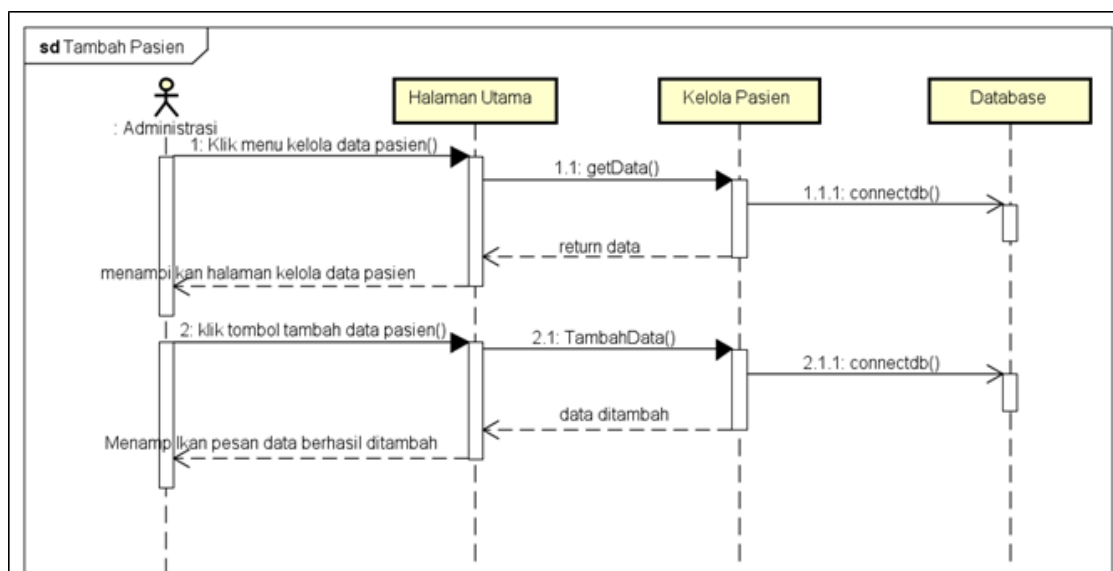 sd Tambah Pasien
Halaman Utama
Kelola Pasien
Database
: Administrasi
1: Klik menu kelola data pasien()
1.1: getData()
1.1.1: connectdb()
return data
menampilkan halaman kelola data pasien
2: klik tombol tambah data pasien()
2.1: TambahData()
2.1.1: connectdb()
data ditambah
Menampilkan pesan data berhasil ditambah